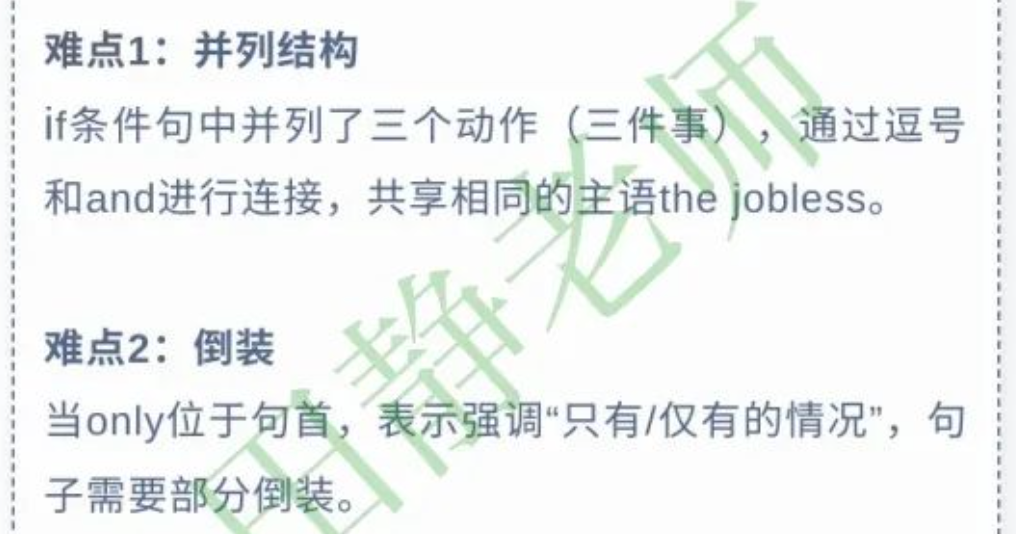 难点1：并列结构
if条件句中并列了三个动作（三件事），通过逗号
和and进行连接，共享相同的主语the jobless。
难点2：倒装
当only位于句首，表示强调“只有/仅有的情况”，句
子需要部分倒装。
田静老师